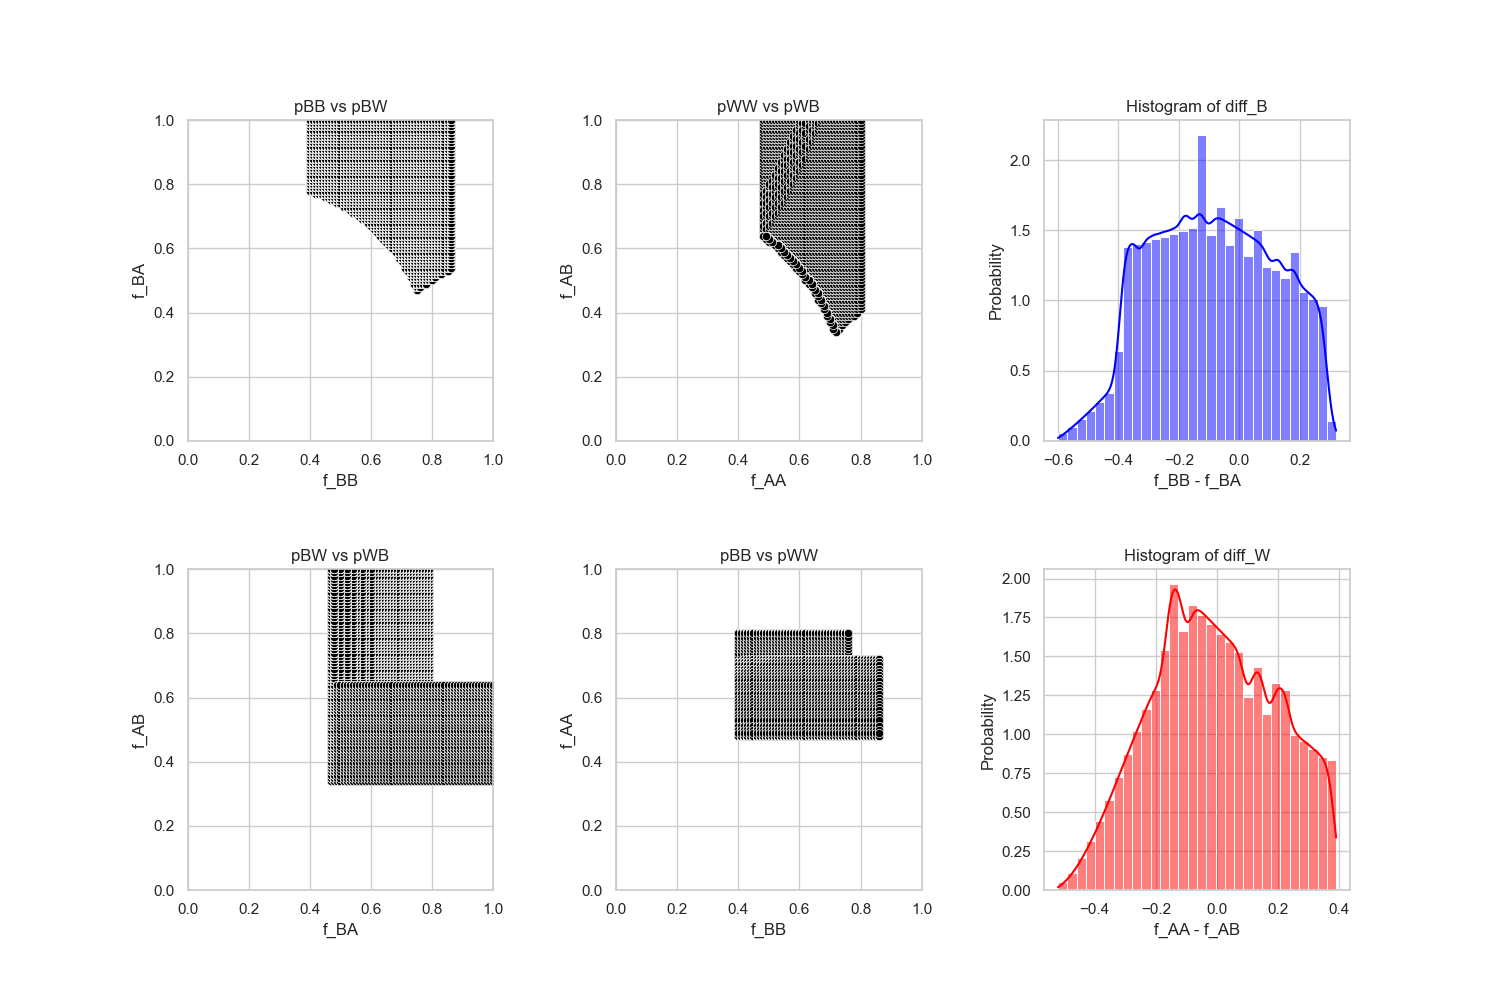 pBB vs pBW
1.0
0.8
0.6
0.4
0.2
0.0
f_BA
0.0 0.2 0.4 0.6 0.8 1.0
f_BB
pWW vs pWB
1.0
0.8
0.6
0.4
0.2
0.0
f_AB
0.0 0.2 0.4 0.6 0.8 1.0
f_AA
Histogram of diff_B
2.0
1.5
1.0
0.5
0.0
Probability
−0.6 −0.4 −0.2 0.0 0.2
f_BB - f_BA
pBW vs pWB
1.0
0.8
0.6
0.4
0.2
0.0
f_AB
0.0 0.2 0.4 0.6 0.8 1.0
f_BA
pBB vs pWW
1.0
0.8
0.6
0.4
0.2
0.0
f_AA
0.0 0.2 0.4 0.6 0.8 1.0
f_BB
Histogram of diff_W
2.00
1.75
1.50
1.25
1.00
0.75
0.50
0.25
0.00
Probability
−0.4 −0.2 0.0 0.2 0.4
f_AA - f_AB